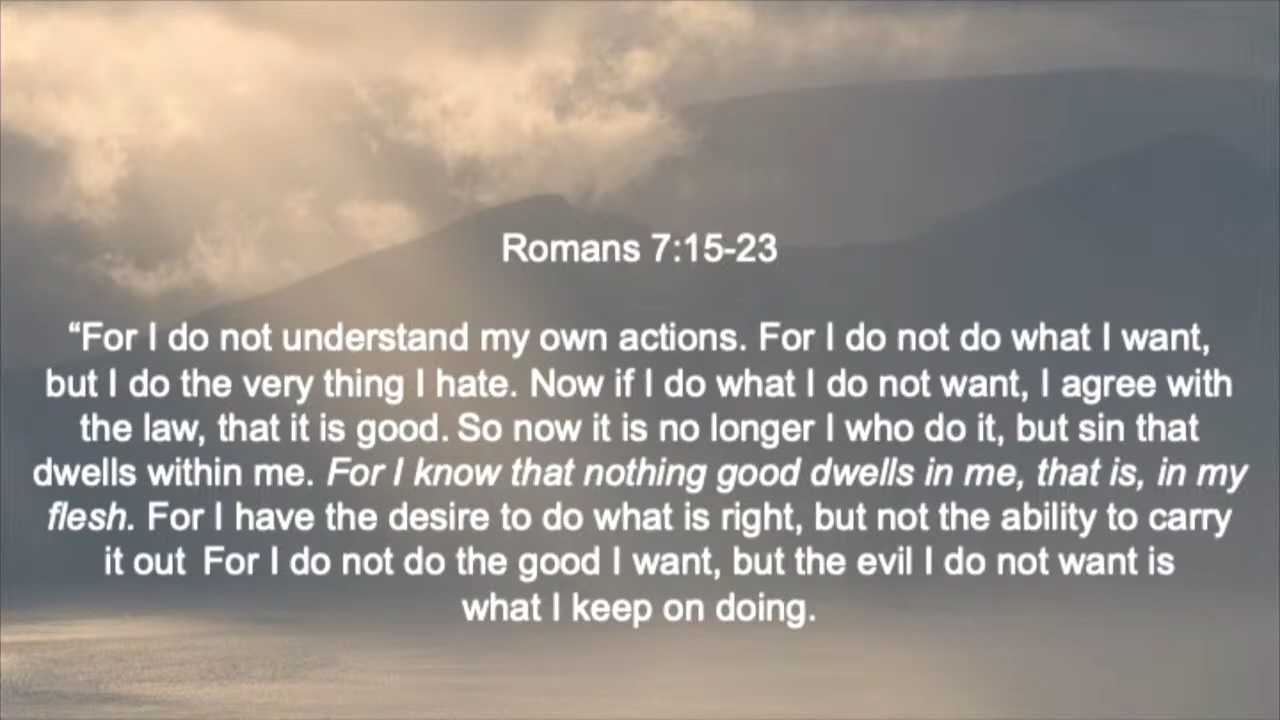 Romans 7:15-23
“For I do not understand my own actions. For I do not do what I want,
but I do the very thing I hate. Now if I do what I do not want, I agree with
the law, that it is good. So now it is no longer I who do it, but sin that
dwells within me. For I know that nothing good dwells in me, that is, in my
flesh. For I have the desire to do what is right, but not the ability to carry
it out  For I do not do the good I want, but the evil I do not want is
what I keep on doing.